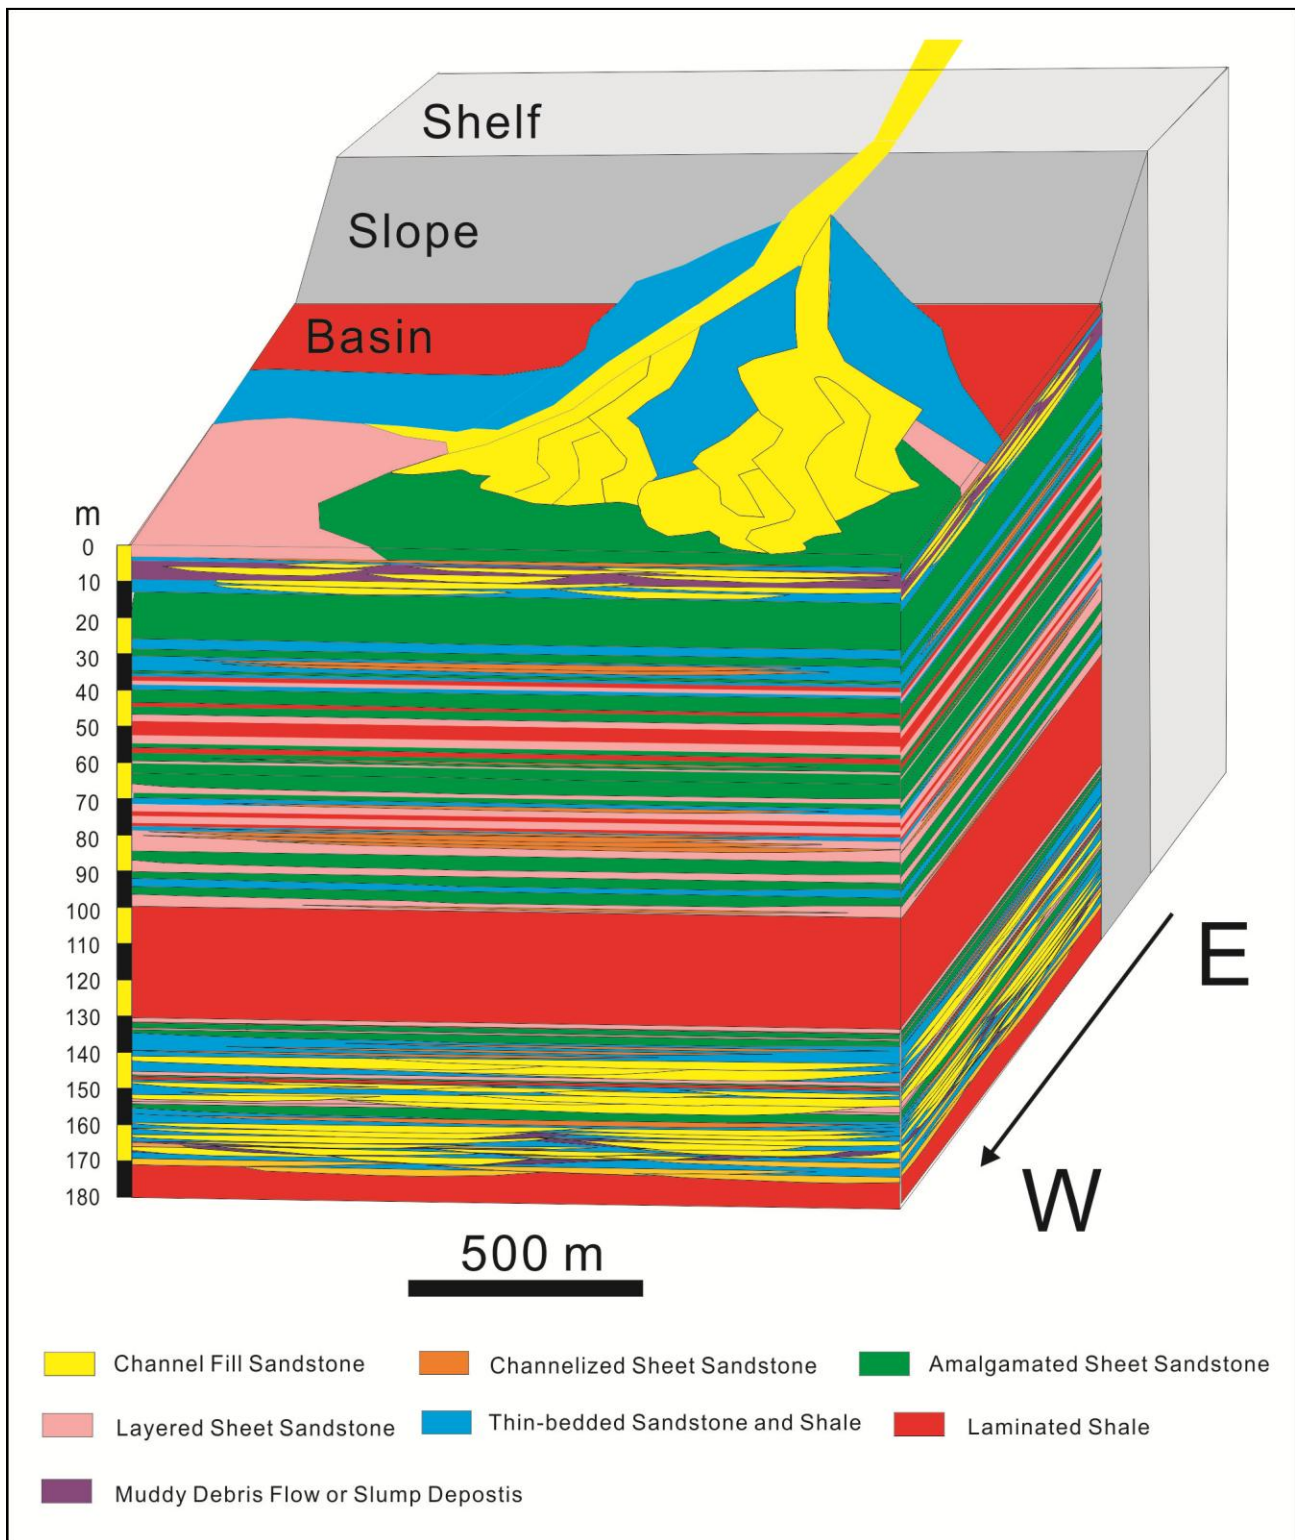 Shelf
Slope
Basin
m
0
10
20
30
40
50
60
70
80
90
100
110
120
130
140
150
160
170
180
E
W
500 m
Channel Fill Sandstone
Channelized Sheet Sandstone
Amalgamated Sheet Sandstone
Layered Sheet Sandstone
Thin-bedded Sandstone and Shale
Laminated Shale
Muddy Debris Flow or Slump Depostis